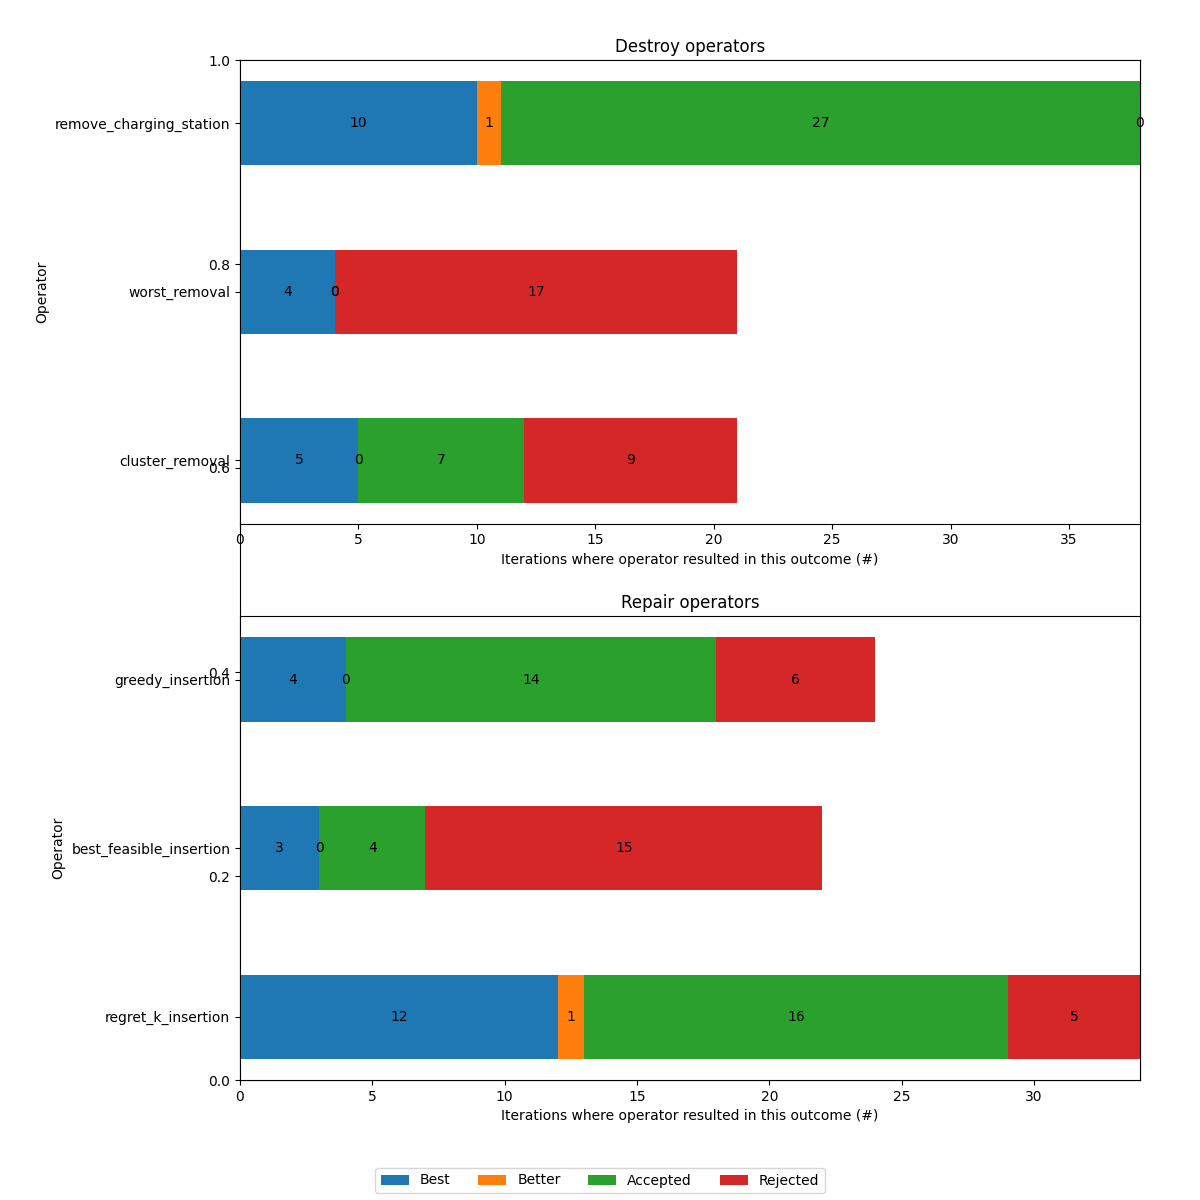 Destroy operators
1.0
remove_charging_station 10 1 27 0
0.8
Operator
worst_removal 4 0 17
cluster_removal 5 0 7 9
0.6
0 5 10 15 20 25 30 35
Iterations where operator resulted in this outcome (#)
Repair operators
0.4
greedy_insertion 4 0 14 6
Operator
best_feasible_insertion 3 0 4 15
0.2
regret_k_insertion 12 1 16 5
0.0
0 5 10 15 20 25 30
Iterations where operator resulted in this outcome (#)
Best Better Accepted Rejected